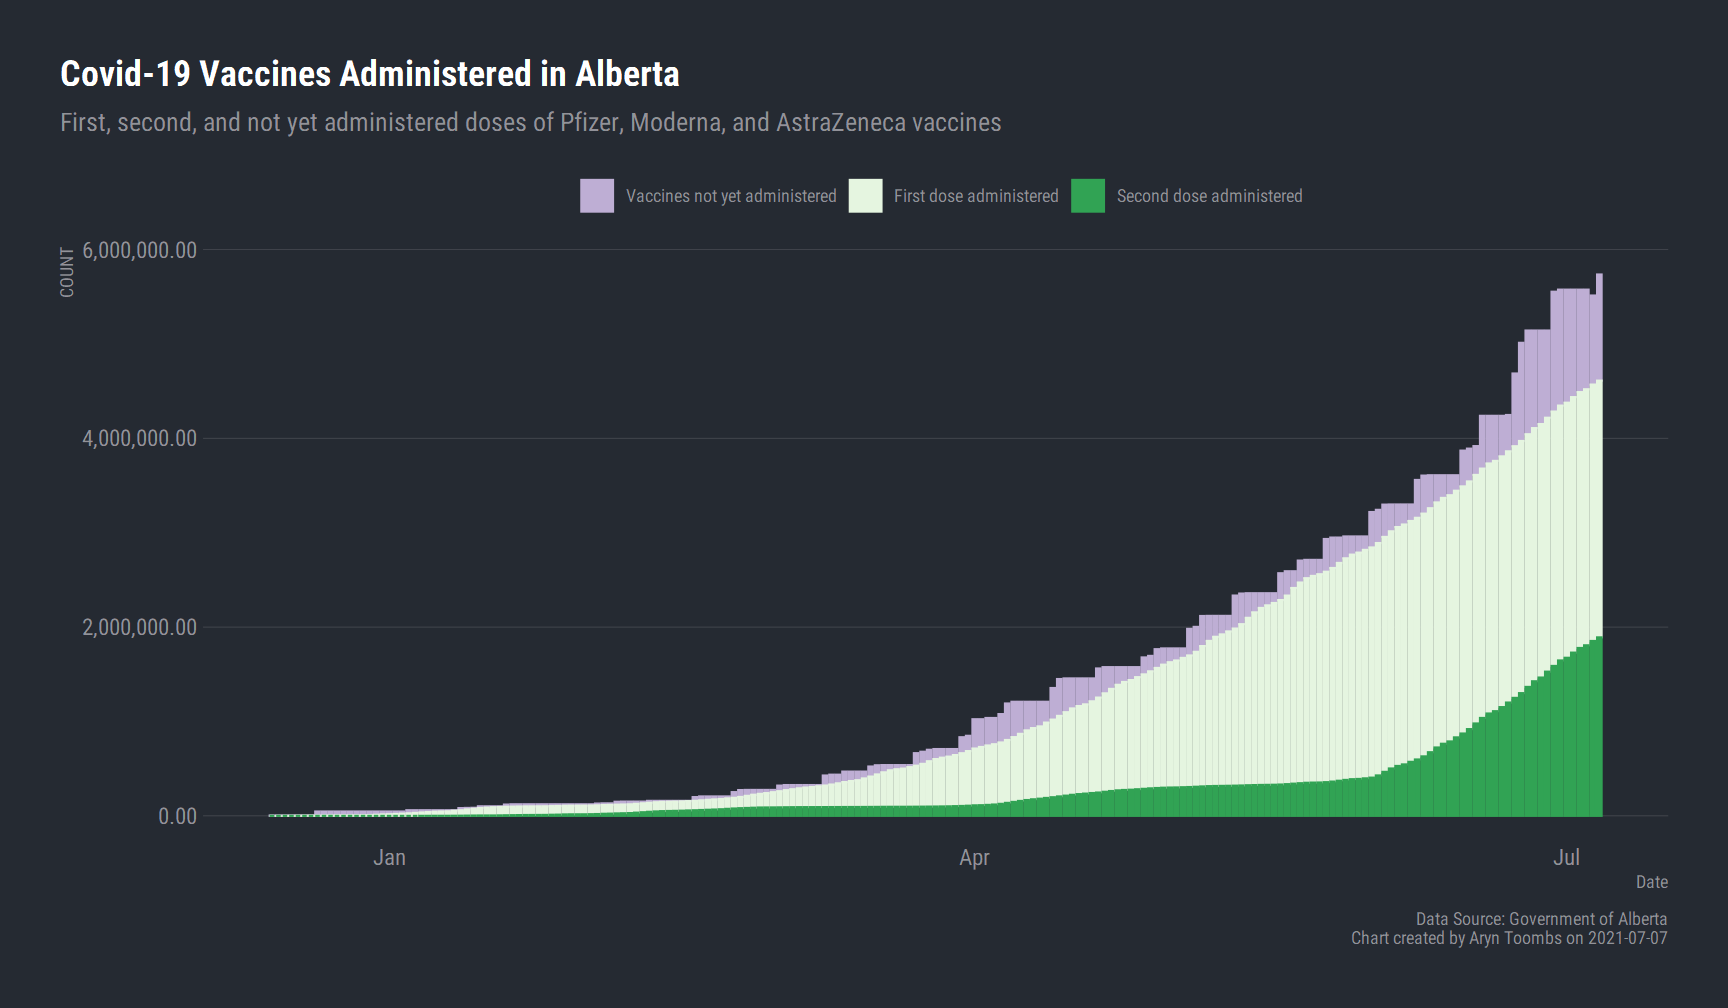 Covid-19 Vaccines Administered in Alberta
First, second, and not yet administered doses of Pfizer, Moderna, and AstraZeneca vaccines
Vaccines not yet administered First dose administered Second dose administered
COUNT
6,000,000.00
4,000,000.00
2,000,000.00
0.00
Jan Apr Jul
Date
Data Source: Government of Alberta
Chart created by Aryn Toombs on 2021-07-07